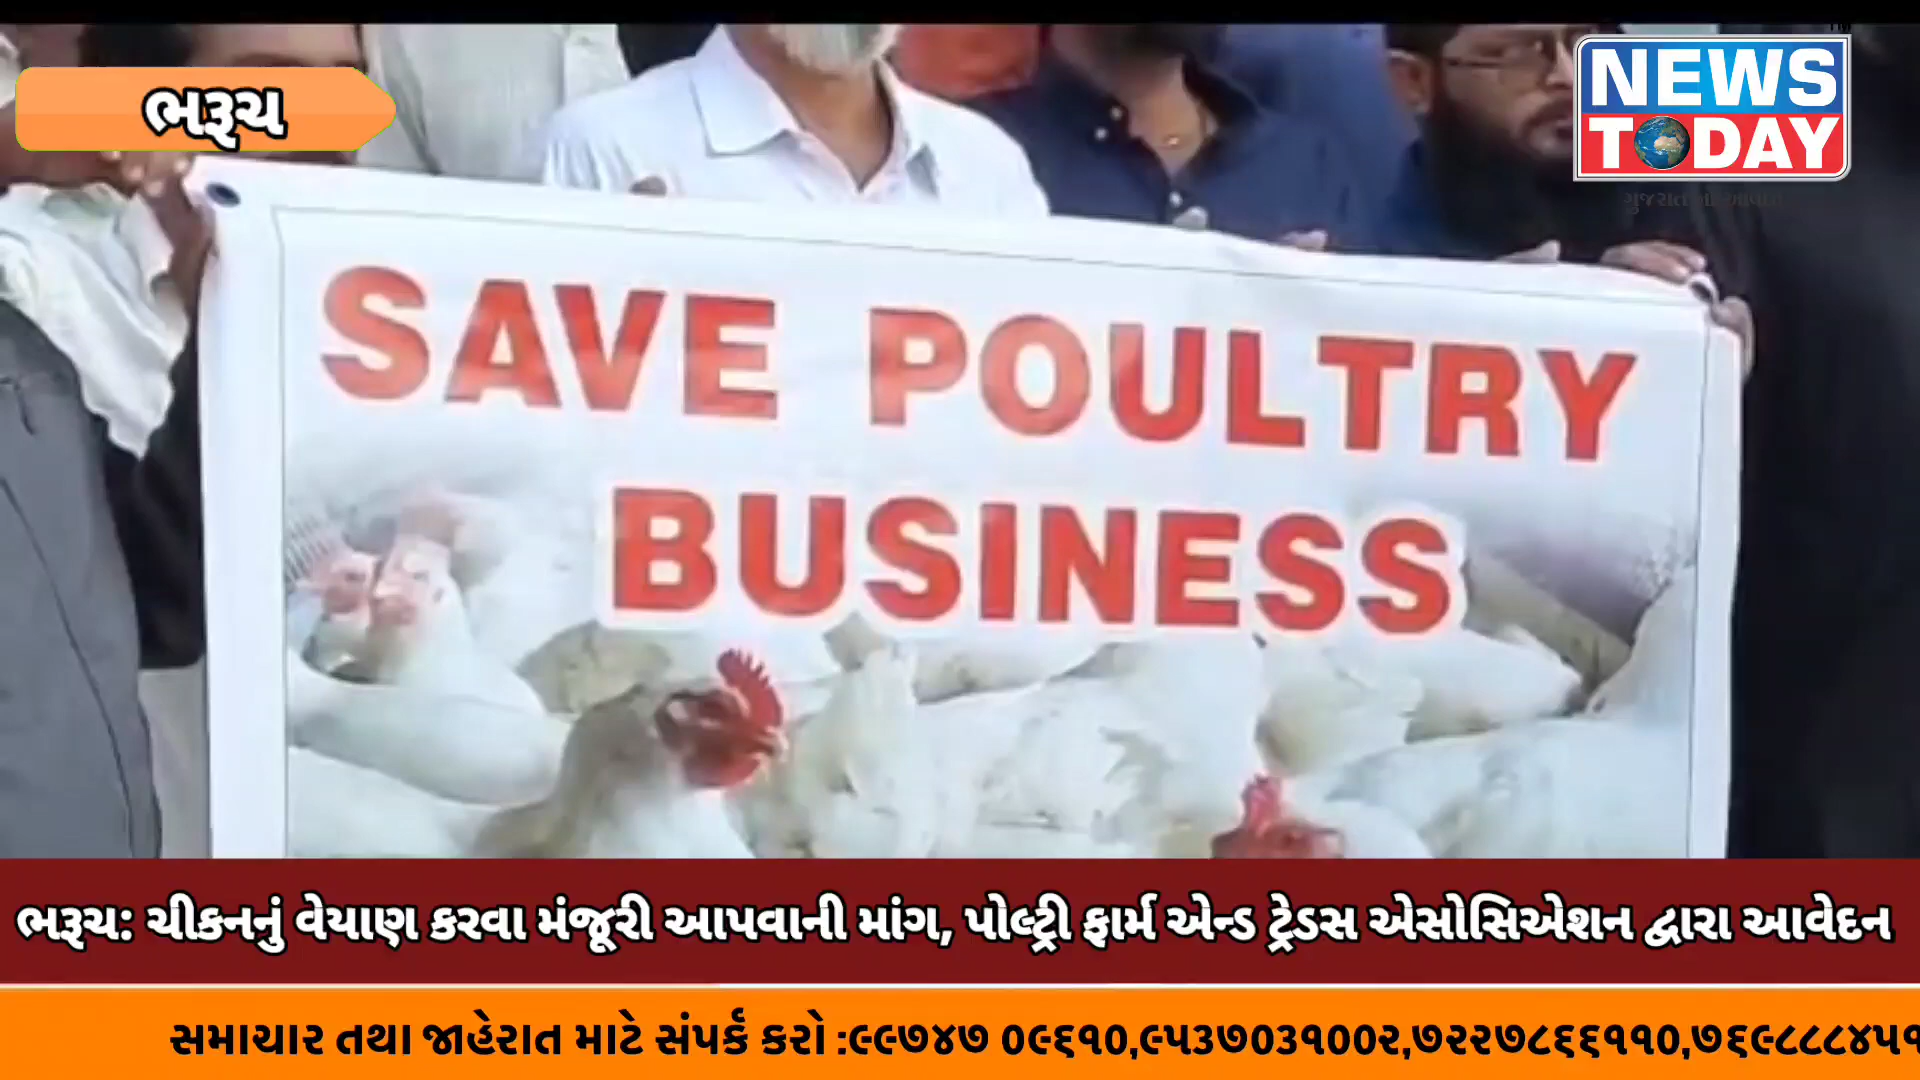 ભરૂચ
NEWS
TODAY
SAVE POULTRY
BUSINESS
ભરૂચ: ચીકનનું વેચાણ કરવા મંજૂરી આપવાની માંગ, પોલ્ટ્રી ફાર્મ એન્ડ ટ્રેડસ એસોસિએશન દ્વારા આવેદન
સમાચાર તથા જાહેરાત માટે સંપર્ક કરો :૯૯૭૪૭ ૦૯૬૧૦,૯૫૩૭૦૩૧૦૦૨,૭૨૨૭૮૬૬૧૧૦,૭૬૯૮૮૮૪૫૧